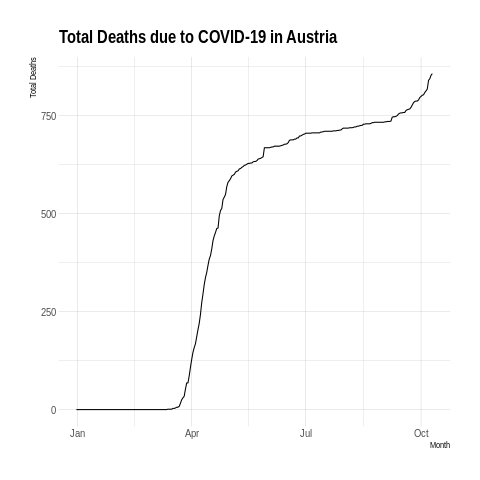 Total Deaths due to COVID-19 in Austria
Total Deaths
750
500
250
0
Jan Apr Jul Oct
Month